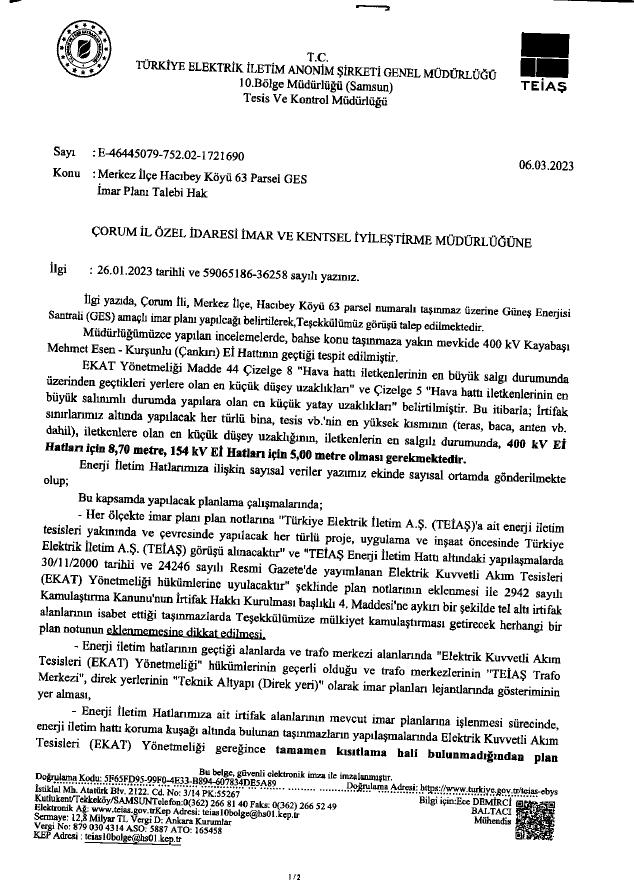 T.C.
TÜRKİYE ELEKTRİK İLETİM ANONİM ŞİRKETİ GENEL MÜDÜRLÜĞÜ
10.Bölge Müdürlüğü (Samsun)
Tesis Ve Kontrol Müdürlüğü
TEİAŞ
Sayı : E-46445079-752.02-1721690
06.03.2023
Konu : Merkez İlçe Hacıbey Köyü 63 Parsel GES
İmar Planı Talebi Hak
ÇORUM İL ÖZEL İDARESİ İMAR VE KENTSEL İYİLEŞTİRME MÜDÜRLÜĞÜNE
İlgi : 26.01.2023 tarihli ve 59065186-36258 sayılı yazınız.
İlgi yazıda, Çorum İli, Merkez İlçe, Hacıbey Köyü 63 parsel numaralı taşınmaz üzerine Güneş Enerjisi
Santrali (GES) amaçlı imar planı yapılcağı belirtilerek,Teşekkülümüz görüşü talep edilmektedir.
Müdürlüğümüzce yapılan incelemelerde, bahse konu taşınmaza yakın mevkide 400 kV Kayabaşı
Mehmet Esen - Kurşunlu (Çankırı) Eİ Hattının geçtiği tespit edilmiştir.
EKAT Yönetmeliği Madde 44 Çizelge 8 "Hava hattı iletkenlerinin en büyük salgı durumunda
üzerinden geçtikleri yerlere olan en küçük düşey uzaklıkları" ve Çizelge 5 "Hava hattı iletkenlerinin en
büyük salınımlı durumda yapılara olan en küçük yatay uzaklıkları" belirtilmiştir. Bu itibarla; İrtifak
sınırlarımız altında yapılacak her türlü bina, tesis vb.'nin en yüksek kısmının (teras, baca, anten vb.
dahil), iletkenlere olan en küçük düşey uzaklığının, iletkenlerin en salgılı durumunda, 400 kV Eİ
Hatları için 8,70 metre, 154 kV Eİ Hatları için 5,00 metre olması gerekmektedir.
Enerji İletim Hatlarımıza ilişkin sayısal veriler yazımız ekinde sayısal ortamda gönderilmekte
olup;
Bu kapsamda yapılacak planlama çalışmalarında;
- Her ölçekte imar planı plan notlarına "Türkiye Elektrik İletim A.Ş. (TEİAŞ)'a ait enerji iletim
tesisleri yakınında ve çevresinde yapılacak her türlü proje, uygulama ve inşaat öncesinde Türkiye
Elektrik İletim A.Ş. (TEİAŞ) görüşü alınacaktır" ve "TEİAŞ Enerji İletim Hattı altındaki yapılaşmalarda
30/11/2000 tarihli ve 24246 sayılı Resmi Gazete'de yayımlanan Elektrik Kuvvetli Akım Tesisleri
(EKAT) Yönetmeliği hükümlerine uyulacaktır" şeklinde plan notlarının eklenmesi ile 2942 sayılı
Kamulaştırma Kanunu'nun İrtifak Hakkı Kurulması başlıklı 4. Maddesi'ne aykırı bir şekilde tel altı irtifak
alanlarının isabet ettiği taşınmazlarda Teşekkülümüze mülkiyet kamulaştırması getirecek herhangi bir
plan notunun eklenmemesine dikkat edilmesi,
- Enerji iletim hatlarının geçtiği alanlarda ve trafo merkezi alanlarında "Elektrik Kuvvetli Akım
Tesisleri (EKAT) Yönetmeliği" hükümlerinin geçerli olduğu ve trafo merkezlerinin "TEİAŞ Trafo
Merkezi", direk yerlerinin "Teknik Altyapı (Direk yeri)" olarak imar planları lejantlarında gösteriminin
yer alması,
- Enerji İletim Hatlarımıza ait irtifak alanlarının mevcut imar planlarına işlenmesi sürecinde,
enerji iletim hattı koruma kuşağı altında bulunan taşınmazların yapılaşmalarında Elektrik Kuvvetli Akım
Tesisleri (EKAT) Yönetmeliği gereğince tamamen kısıtlama hali bulunmadığından plan
Bu belge, güvenli elektronik imza ile imzalanmıştır.
Doğrulama Kodu: 5F65FD95-99F0-4E33-B894-607834DE5A89 Doğrulama Adresi: https://www.turkiye.gov.tr/teias-ebys
İstiklal Mh. Atatürk Blv. 2122. Cd. No: 3/14 PK:55267
Kutlukent/Tekkeköy/SAMSUNTelefon:0(362) 266 81 40 Faks: 0(362) 266 52 49
Elektronik Ağ: www.teias.gov.trKep Adresi: teias10bolge@hs01.kep.tr
Sermaye: 12,8 Milyar TL Vergi D: Ankara Kurumlar
Vergi No: 879 030 4314 ASO: 5887 ATO: 165458
KEP Adresi : teias10bolge@hs01.kep.tr
Bilgi için:Ece DEMİRCİ
BALTACI
Mühendis
1/2